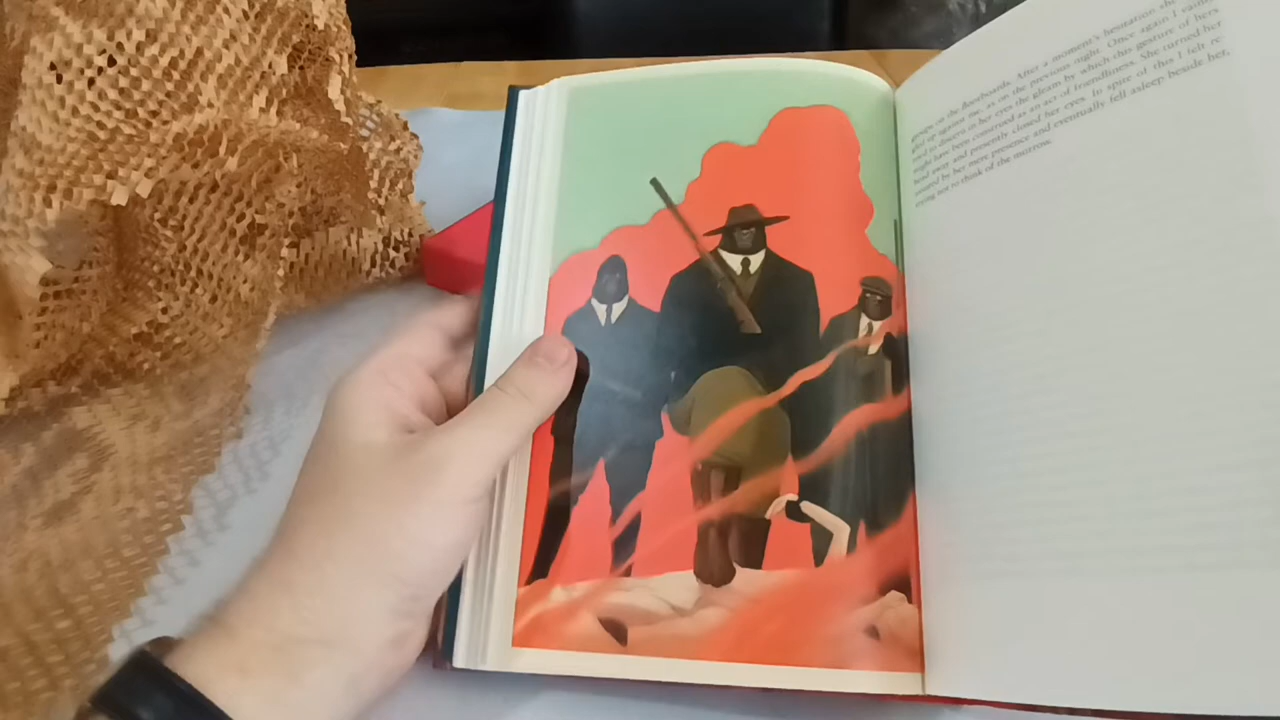 groups on the floorboards. After a moment's hesitation she
gled up against me, as on the previous night. Once again I vainly
tried to discern in her eyes the gleam by which this gesture of hers
might have been construed as an act of friendliness. She turned her
head away and presently closed her eyes. In spite of this I felt re-
assured by her mere presence and eventually fell asleep beside her,
trying not to think of the morrow.